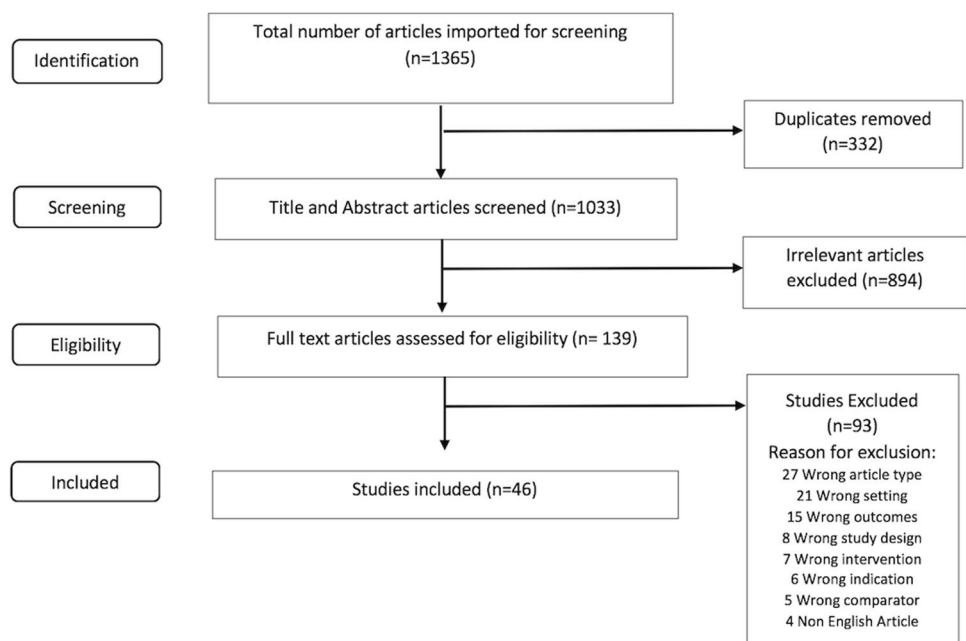 Identification
Total number of articles imported for screening
(n=1365)
Duplicates removed
(n=332)
Screening
Title and Abstract articles screened (n=1033)
Irrelevant articles
excluded (n=894)
Eligibility
Full text articles assessed for eligibility (n= 139)
Studies Excluded
(n=93)
Reason for exclusion:
27 Wrong article type
21 Wrong setting
15 Wrong outcomes
8 Wrong study design
7 Wrong intervention
6 Wrong indication
5 Wrong comparator
4 Non English Article
Included
Studies included (n=46)